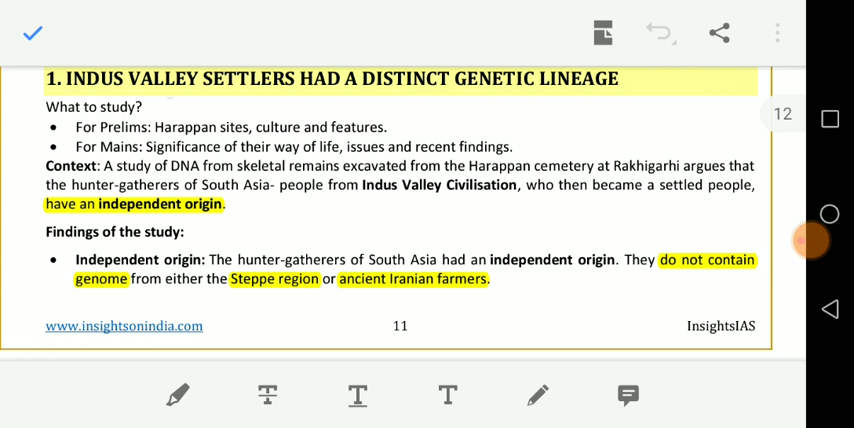 1. INDUS VALLEY SETTLERS HAD A DISTINCT GENETIC LINEAGE
What to study?
12
• For Prelims: Harappan sites, culture and features.
• For Mains: Significance of their way of life, issues and recent findings.
Context: A study of DNA from skeletal remains excavated from the Harappan cemetery at Rakhigarhi argues that
the hunter-gatherers of South Asia- people from Indus Valley Civilisation, who then became a settled people,
have an independent origin.
Findings of the study:
• Independent origin: The hunter-gatherers of South Asia had an independent origin. They do not contain
genome from either the Steppe region or ancient Iranian farmers.
www.insightsonindia.com 11 InsightsIAS
T T T